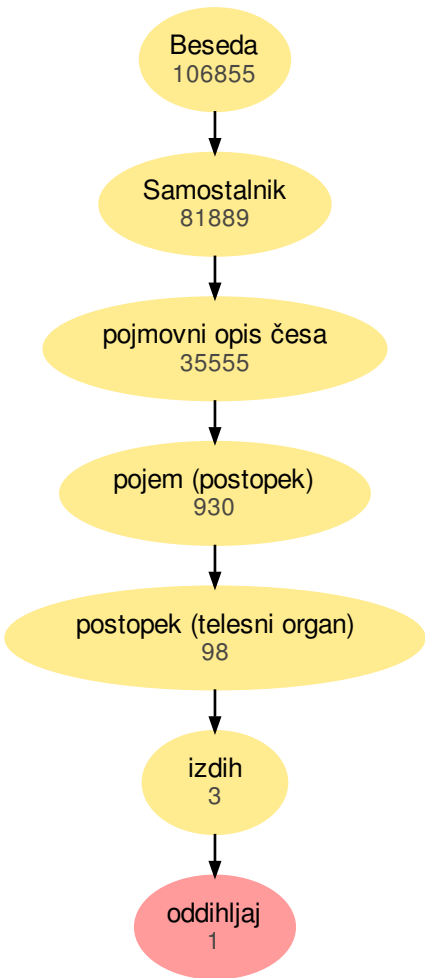 Beseda
106855
Samostalnik
81889
pojmovni opis česa
35555
pojem (postopek)
930
postopek (telesni organ)
98
izdih
3
oddihljaj
1